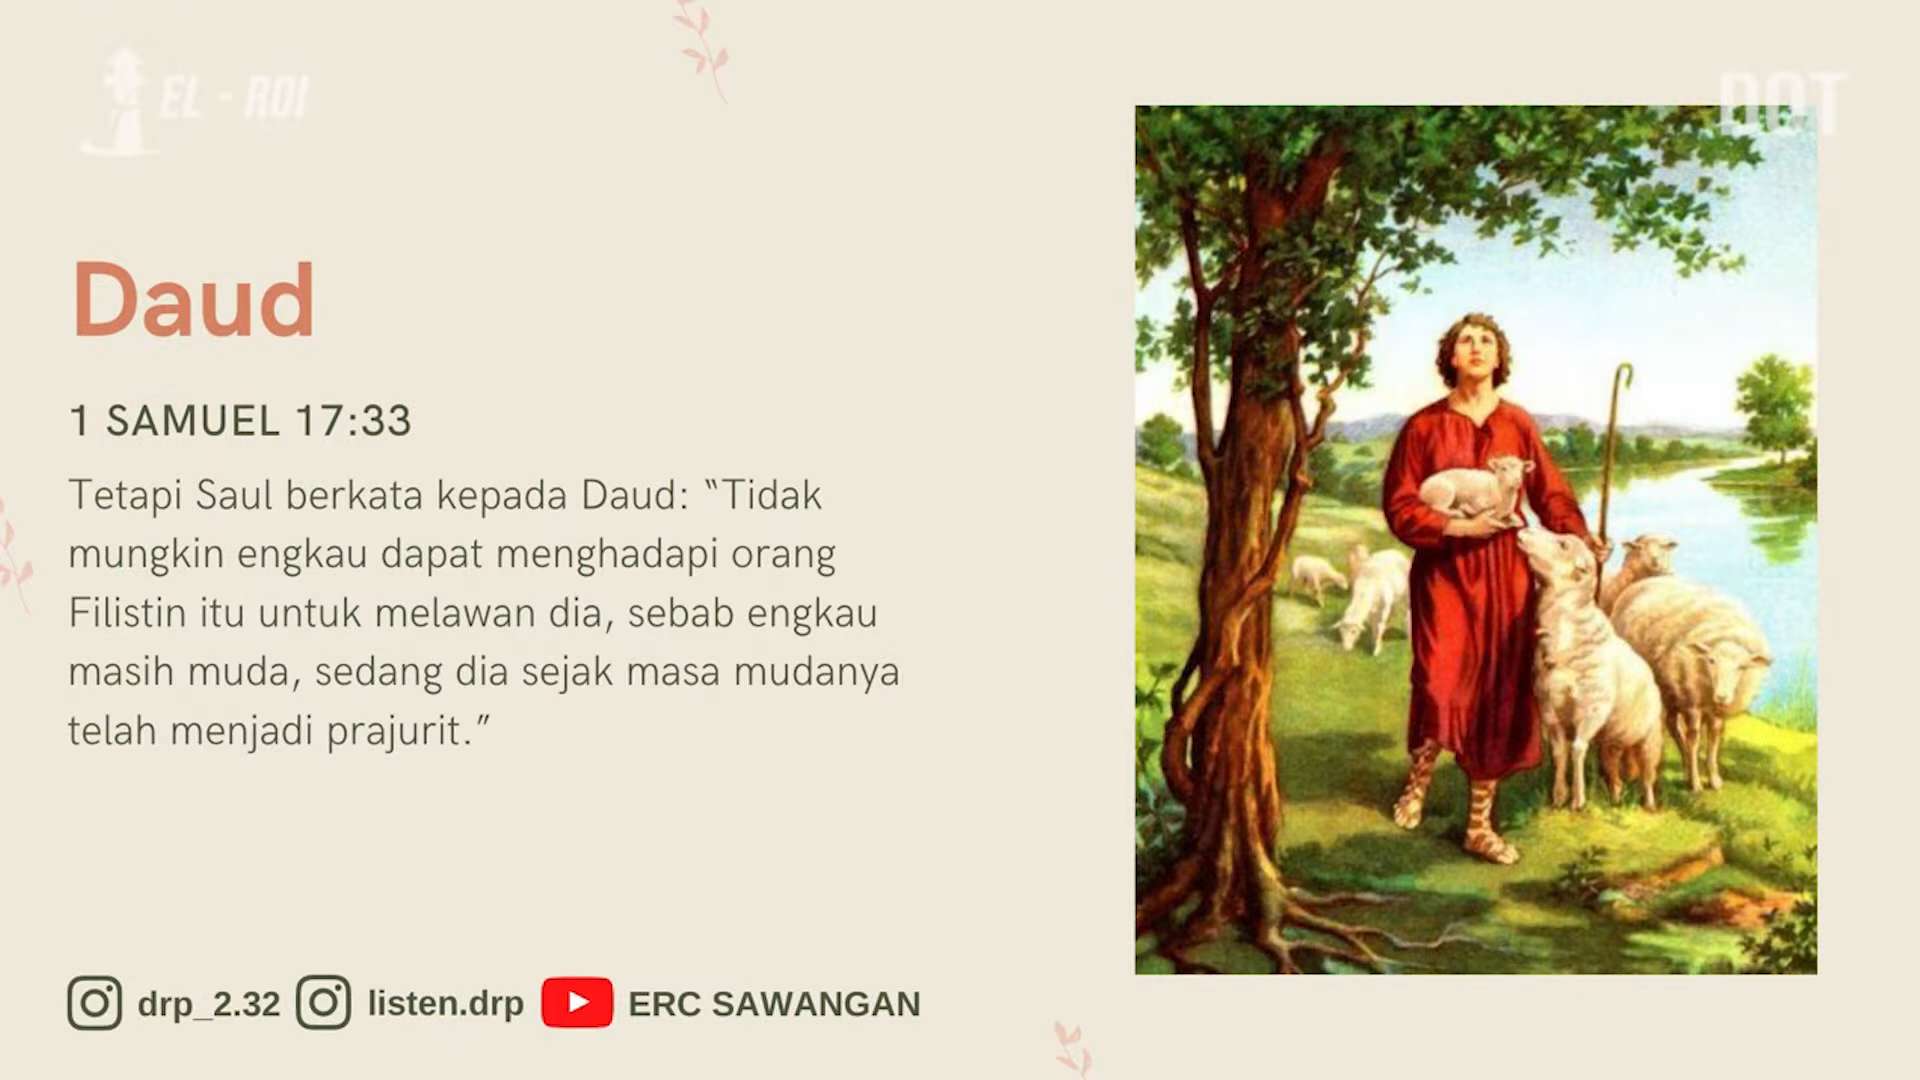 EL - ROI
DOT
Daud
1 SAMUEL 17:33
Tetapi Saul berkata kepada Daud: “Tidak
mungkin engkau dapat menghadapi orang
Filistin itu untuk melawan dia, sebab engkau
masih muda, sedang dia sejak masa mudanya
telah menjadi prajurit.”
drp_2.32 listen.drp ERC SAWANGAN